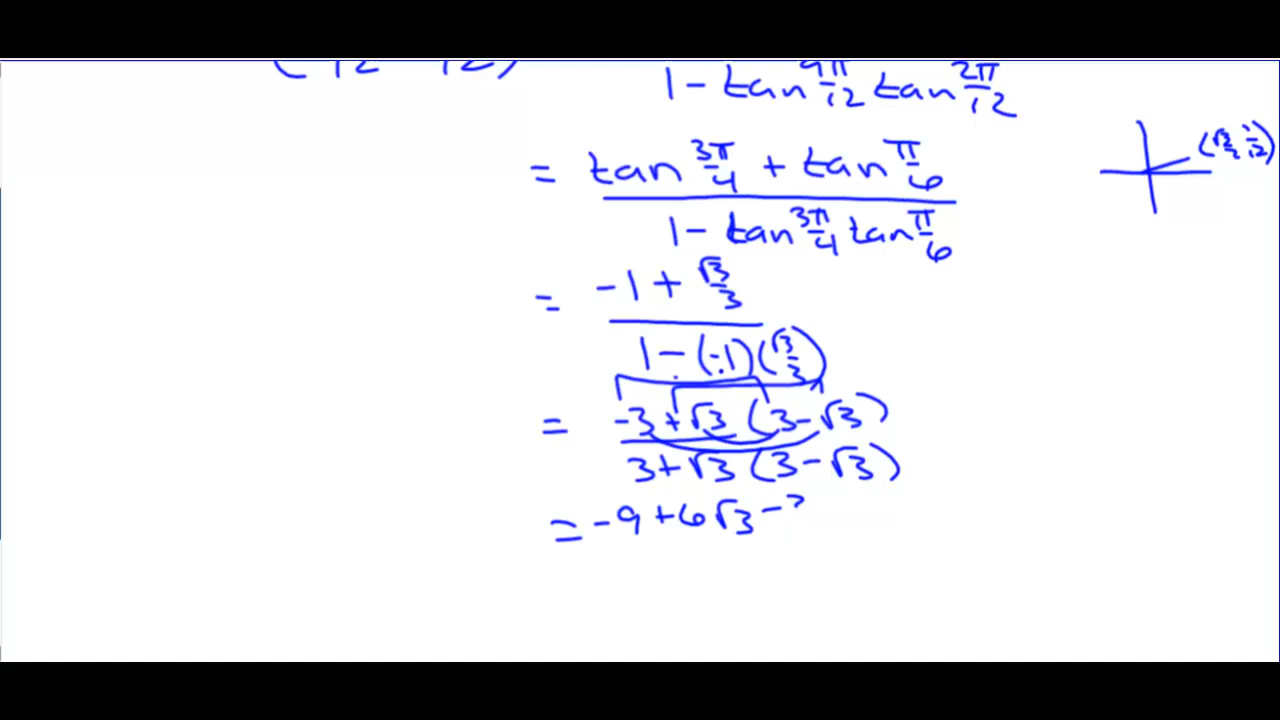 1 - tan 9π/12 tan 2π/12
(√3/2, 1/2)
= tan 3π/4 + tan π/6
1 - tan 3π/4 tan π/6
= -1 + √3/3
1 - (-1)(√3/3)
= -3 + √3 (3 - √3)
3 + √3 (3 - √3)
= -9 + 6√3 -